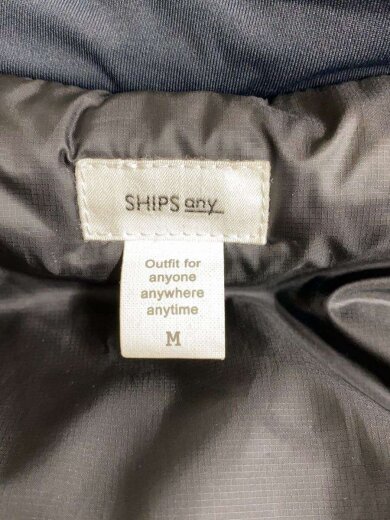 SHIPS any
Outfit for
anyone
anywhere
anytime
M